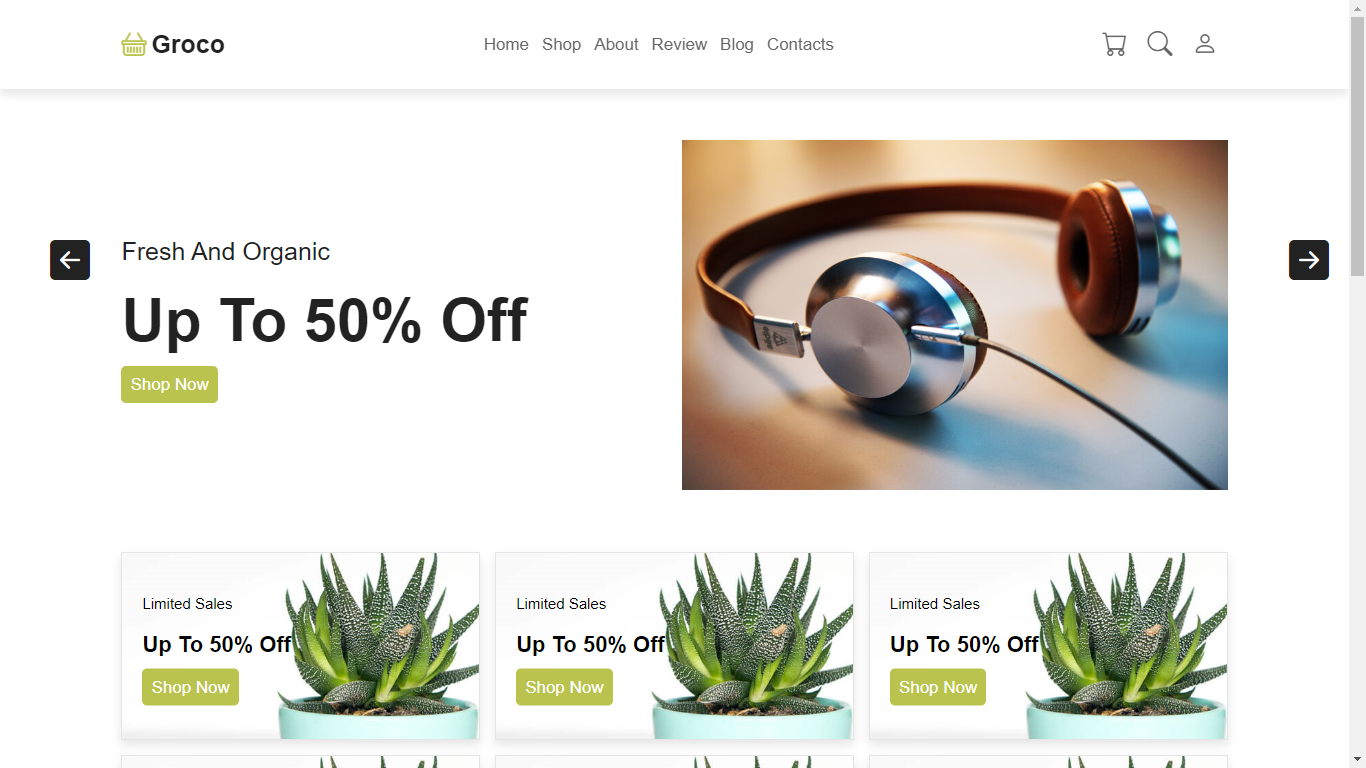 Groco
Home Shop About Review Blog Contacts
Fresh And Organic
Up To 50% Off
Shop Now
Limited Sales
Up To 50% Off
Shop Now
Limited Sales
Up To 50% Off
Shop Now
Limited Sales
Up To 50% Off
Shop Now